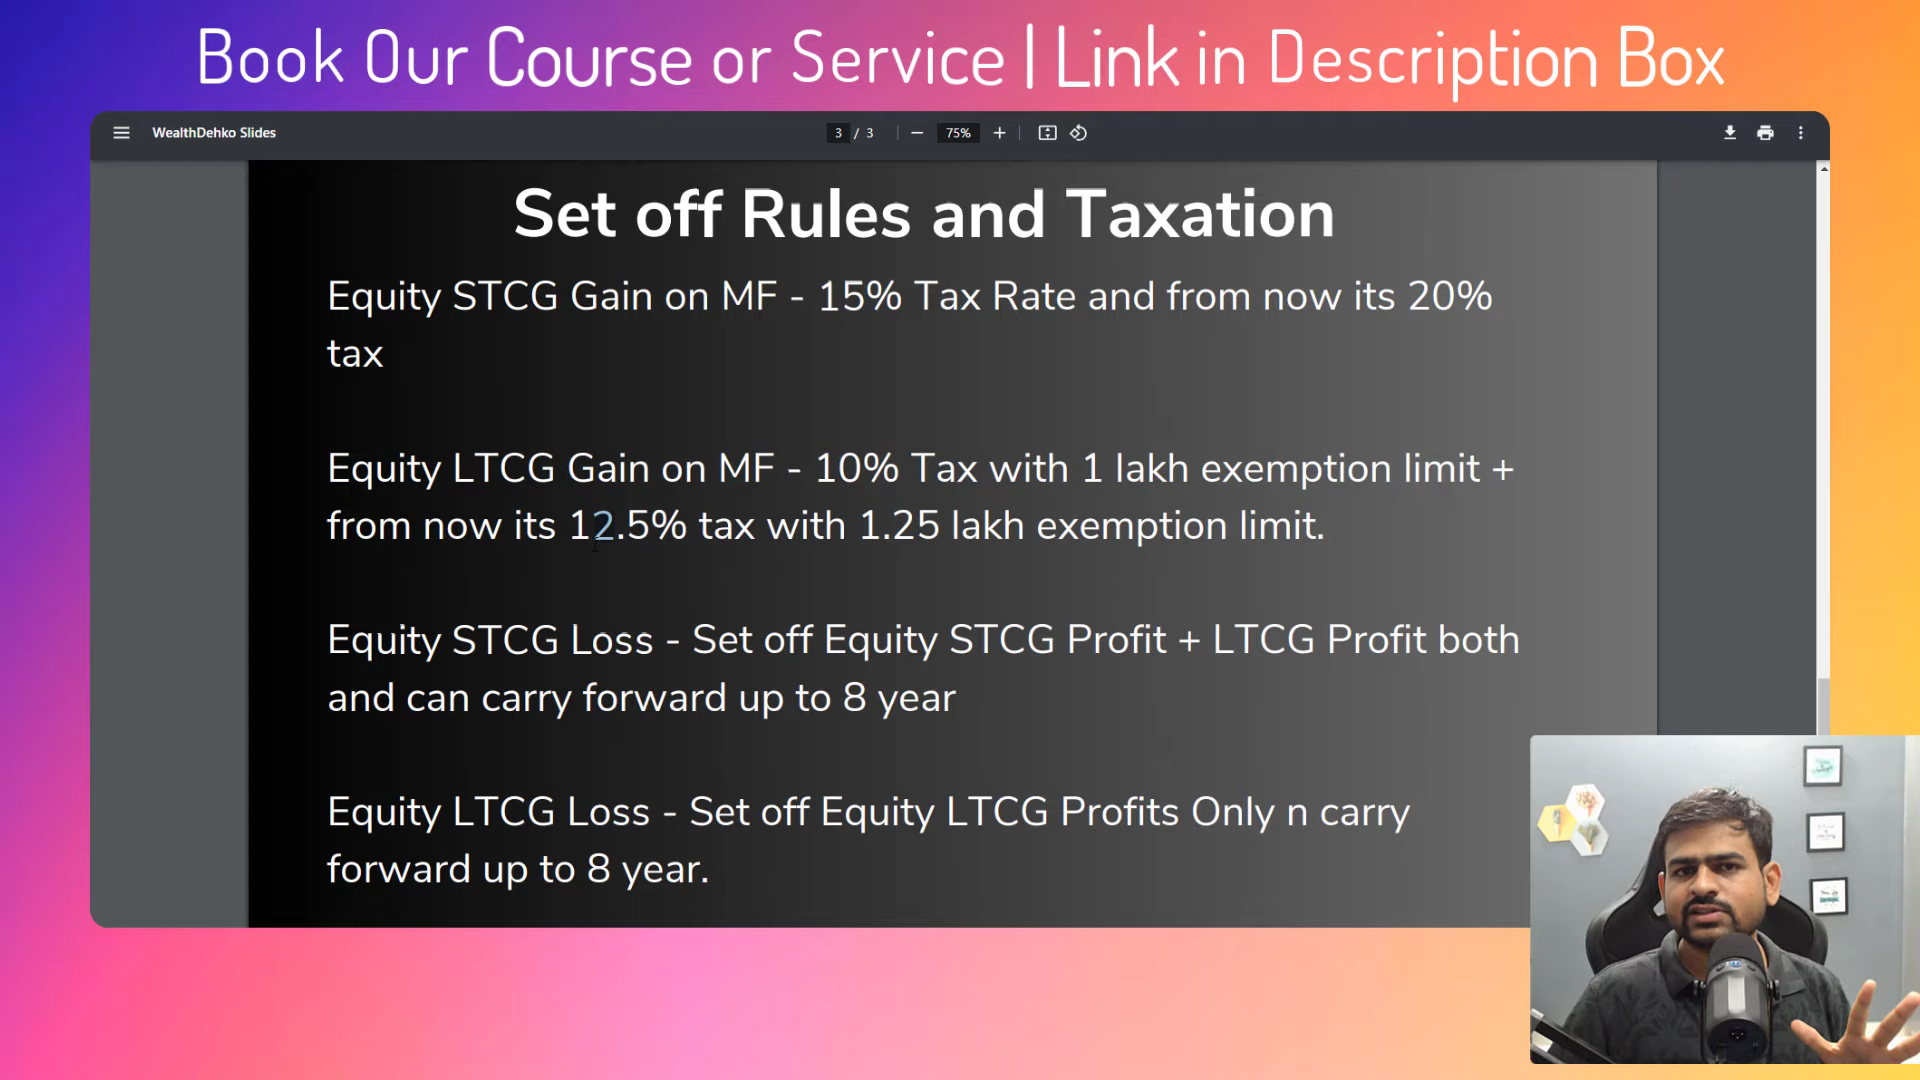 Book Our Course or Service | Link in Description Box
WealthDehko Slides
3 / 3
75%
Set off Rules and Taxation
Equity STCG Gain on MF - 15% Tax Rate and from now its 20%
tax
Equity LTCG Gain on MF - 10% Tax with 1 lakh exemption limit +
from now its 12.5% tax with 1.25 lakh exemption limit.
Equity STCG Loss - Set off Equity STCG Profit + LTCG Profit both
and can carry forward up to 8 year
Equity LTCG Loss - Set off Equity LTCG Profits Only n carry
forward up to 8 year.